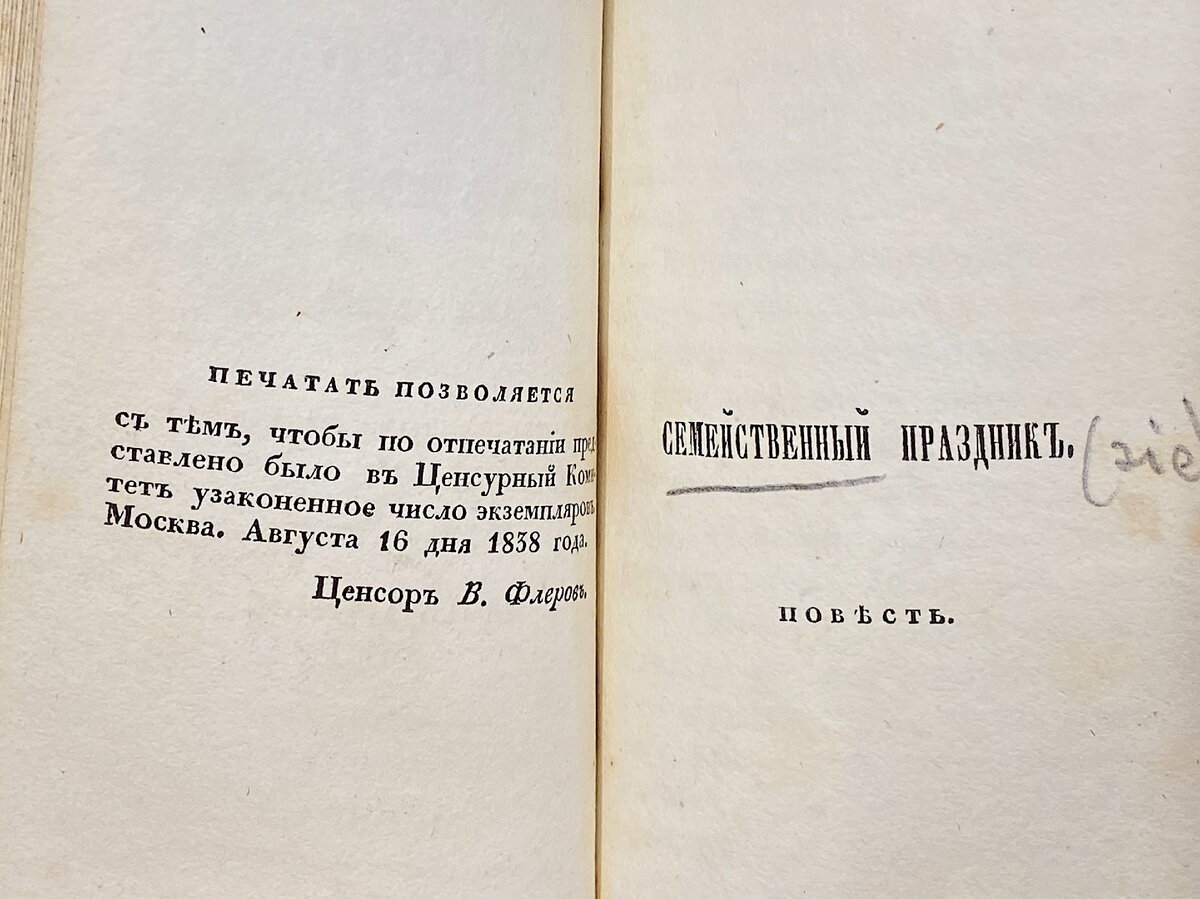 ПЕЧАТАТЬ ПОЗВОЛЯЕТСЯ
съ тѣмъ, чтобы по отпечатаніи пред-
ставлено было въ Ценсурный Коми-
тетъ узаконенное число экземпляровъ.
Москва. Августа 16 дня 1838 года.
Ценсоръ В. Флеровъ.
СЕМЕЙСТВЕННЫЙ ПРАЗДНИКЪ.
ПОВѢСТЬ.